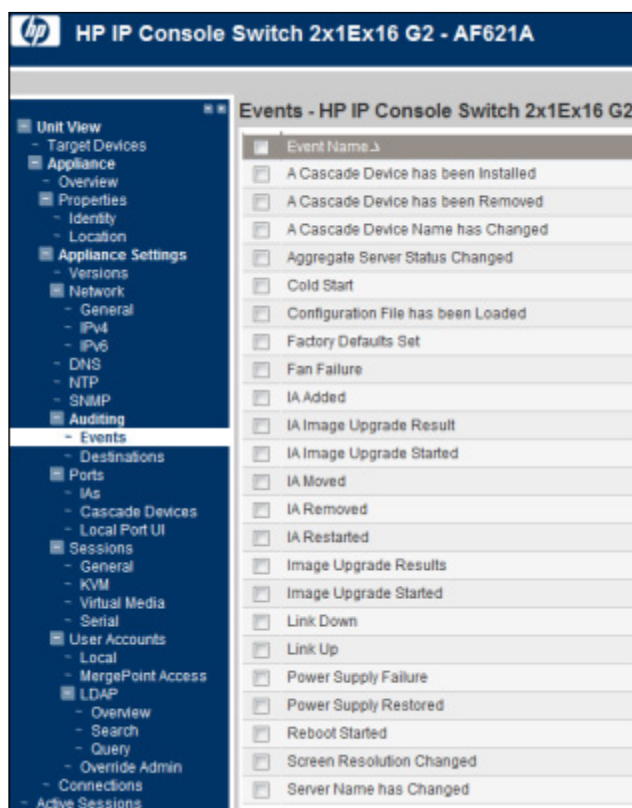 hp
HP IP Console Switch 2x1Ex16 G2 - AF621A
Unit View
Target Devices
Appliance
Overview
Properties
Identity
Location
Appliance Settings
Versions
Network
General
IPv4
IPv6
DNS
NTP
SNMP
Auditing
Events
Destinations
Ports
IAs
Cascade Devices
Local Port UI
Sessions
General
KVM
Virtual Media
Serial
User Accounts
Local
MergePoint Access
LDAP
Overview
Search
Query
Override Admin
Connections
Active Sessions
Events - HP IP Console Switch 2x1Ex16 G2
Event Name
A Cascade Device has been Installed
A Cascade Device has been Removed
A Cascade Device Name has Changed
Aggregate Server Status Changed
Cold Start
Configuration File has been Loaded
Factory Defaults Set
Fan Failure
IA Added
IA Image Upgrade Result
IA Image Upgrade Started
IA Moved
IA Removed
IA Restarted
Image Upgrade Results
Image Upgrade Started
Link Down
Link Up
Power Supply Failure
Power Supply Restored
Reboot Started
Screen Resolution Changed
Server Name has Changed